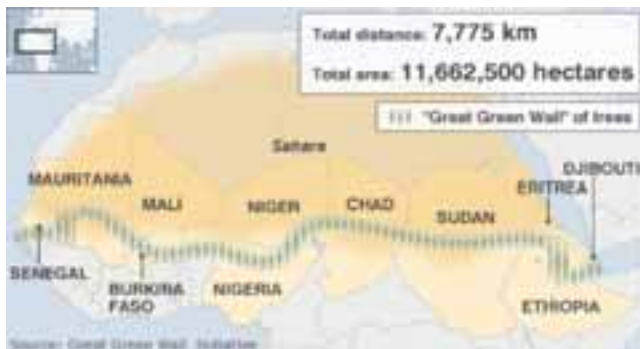 Total distance: 7,775 km
Total area: 11,662,500 hectares
"Great Green Wall" of trees
Sahara
DJIBOUTI
MAURITANIA
ERITREA
MALI
NIGER
CHAD
SUDAN
SENEGAL
BURKINA
FASO
NIGERIA
ETHIOPIA
Source: Great Green Wall Initiative